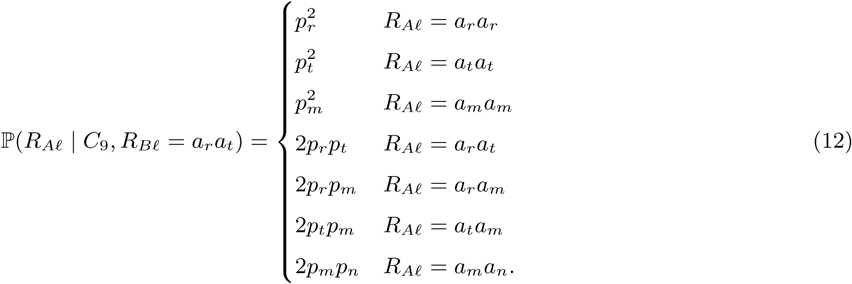 p_r^2 R_{Aℓ} = a_r a_r
p_t^2 R_{Aℓ} = a_t a_t
p_m^2 R_{Aℓ} = a_m a_m
ℙ(R_{Aℓ} | C_9, R_{Bℓ} = a_r a_t) = { 2p_r p_t R_{Aℓ} = a_r a_t (12)
2p_r p_m R_{Aℓ} = a_r a_m
2p_t p_m R_{Aℓ} = a_t a_m
2p_m p_n R_{Aℓ} = a_m a_n.